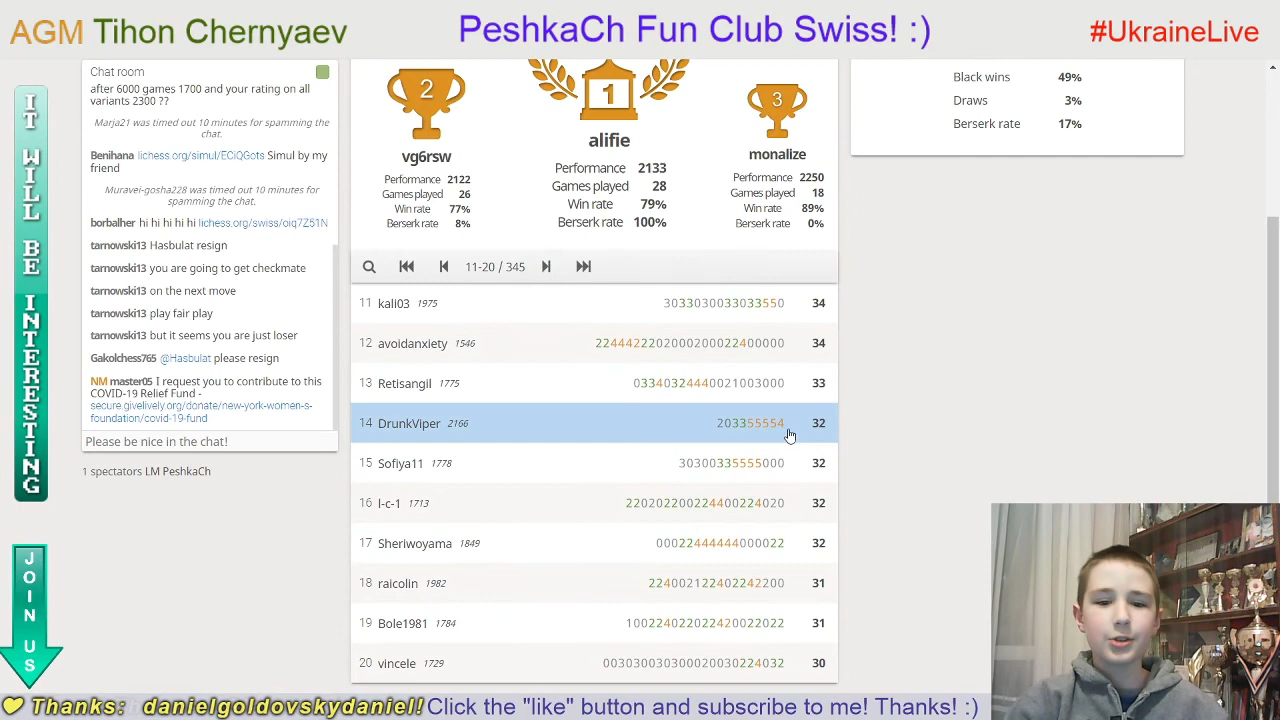 AGM Tihon Chernyaev
PeshkaCh Fun Club Swiss! :)
#UkraineLive
IT WILL BE INTERESTING
JOIN US
Chat room
after 6000 games 1700 and your rating on all
variants 2300 ??
Marja21 was timed out 10 minutes for spamming the
chat.
Benihana lichess.org/simul/ECiQGots Simul by my
friend
Muravei-gosha228 was timed out 10 minutes for
spamming the chat.
borbalher hi hi hi hi hi lichess.org/swiss/oiq7Z51N
tarnowski13 Hasbulat resign
tarnowski13 you are going to get checkmate
tarnowski13 on the next move
tarnowski13 play fair play
tarnowski13 but it seems you are just loser
Gakolchess765 @Hasbulat please resign
NM master05 I request you to contribute to this
COVID-19 Relief Fund -
secure.givelively.org/donate/new-york-women-s-
foundation/covid-19-fund
Please be nice in the chat!
1 spectators LM PeshkaCh
2
vg6rsw
Performance 2122
Games played 26
Win rate 77%
Berserk rate 8%
1
alifie
Performance 2133
Games played 28
Win rate 79%
Berserk rate 100%
3
monalize
Performance 2250
Games played 18
Win rate 89%
Berserk rate 0%
11-20 / 345
11 kali03 1975 3033030033033550 34
12 avoidanxiety 1546 2244422202000200022400000 34
13 Retisangil 1775 03340324440021003000 33
14 DrunkViper 2166 203355554 32
15 Sofiya11 1778 30300335555000 32
16 l-c-1 1713 220202200224400224020 32
17 Sheriwoyama 1849 00022444444000022 32
18 raicolin 1982 224002122402242200 31
19 Bole1981 1784 100224022022420022022 31
20 vincele 1729 003030030300020030224032 30
Black wins 49%
Draws 3%
Berserk rate 17%
Thanks: danielgoldovskydaniel! Click the "like" button and subscribe to me! Thanks! :)